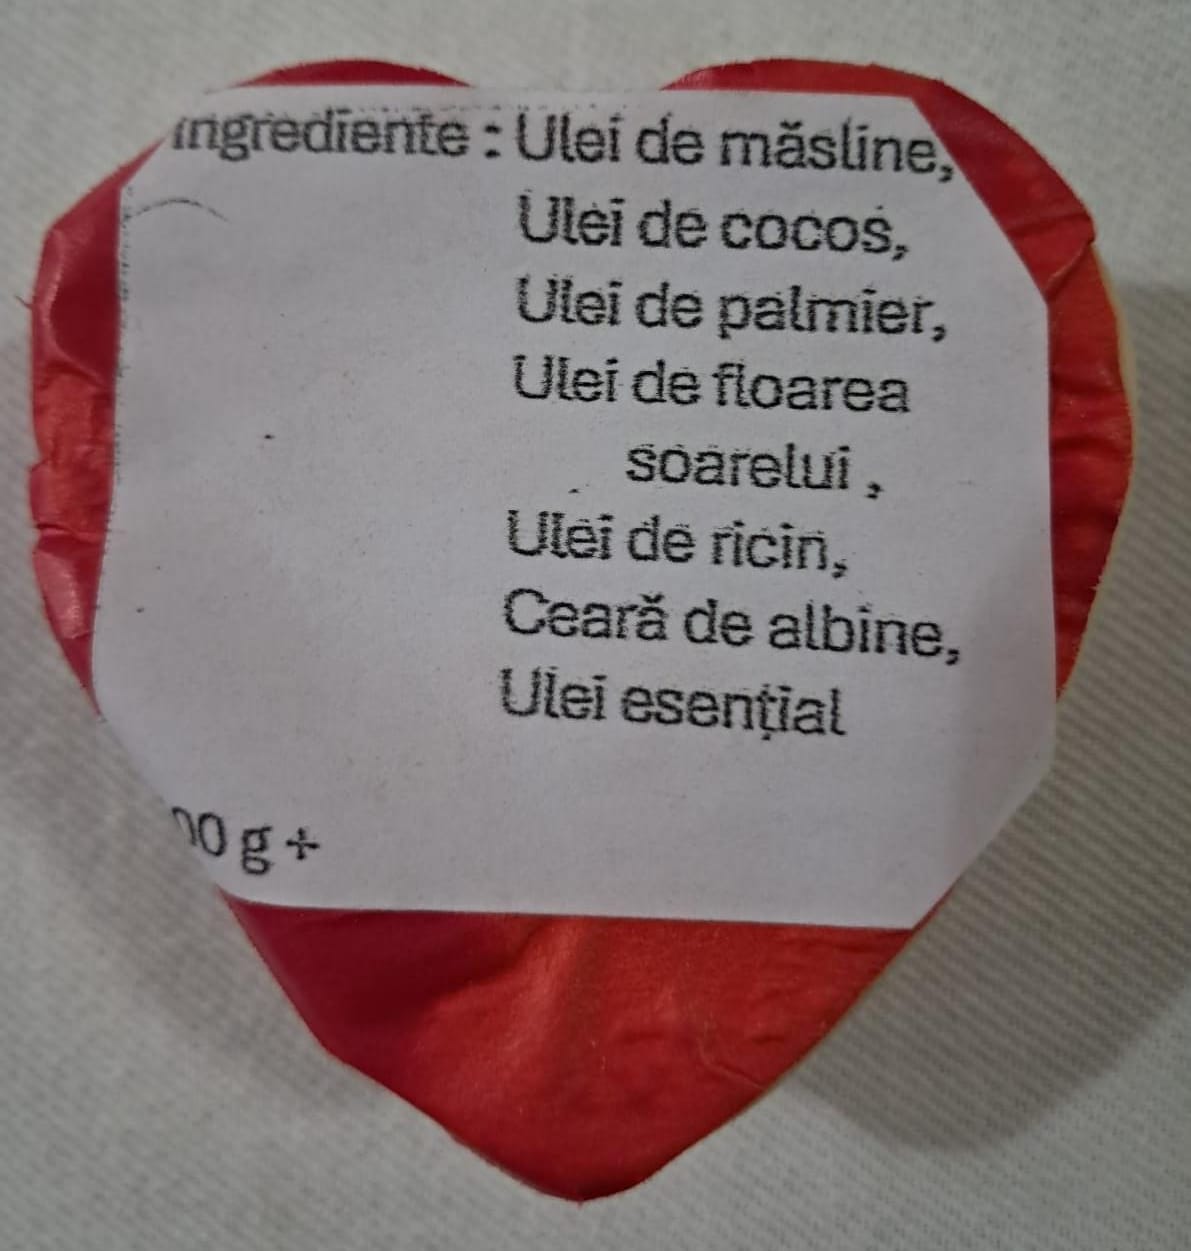 Ingrediente : Ulei de măsline,
Ulei de cocos,
Ulei de palmier,
Ulei de floarea
soarelui ,
Ulei de ricin,
Ceară de albine,
Ulei esențial
00 g +